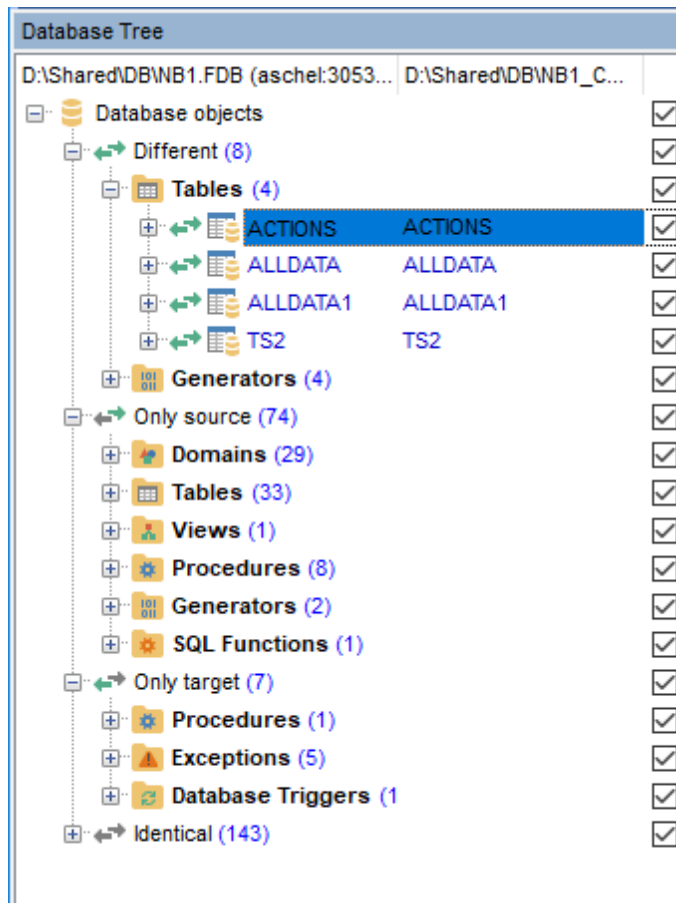 Database Tree
D:\Shared\DB\NB1.FDB (aschel:3053... D:\Shared\DB\NB1_C...
Database objects
Different (8)
Tables (4)
ACTIONS ACTIONS
ALLDATA ALLDATA
ALLDATA1 ALLDATA1
TS2 TS2
Generators (4)
Only source (74)
Domains (29)
Tables (33)
Views (1)
Procedures (8)
Generators (2)
SQL Functions (1)
Only target (7)
Procedures (1)
Exceptions (5)
Database Triggers (1
Identical (143)